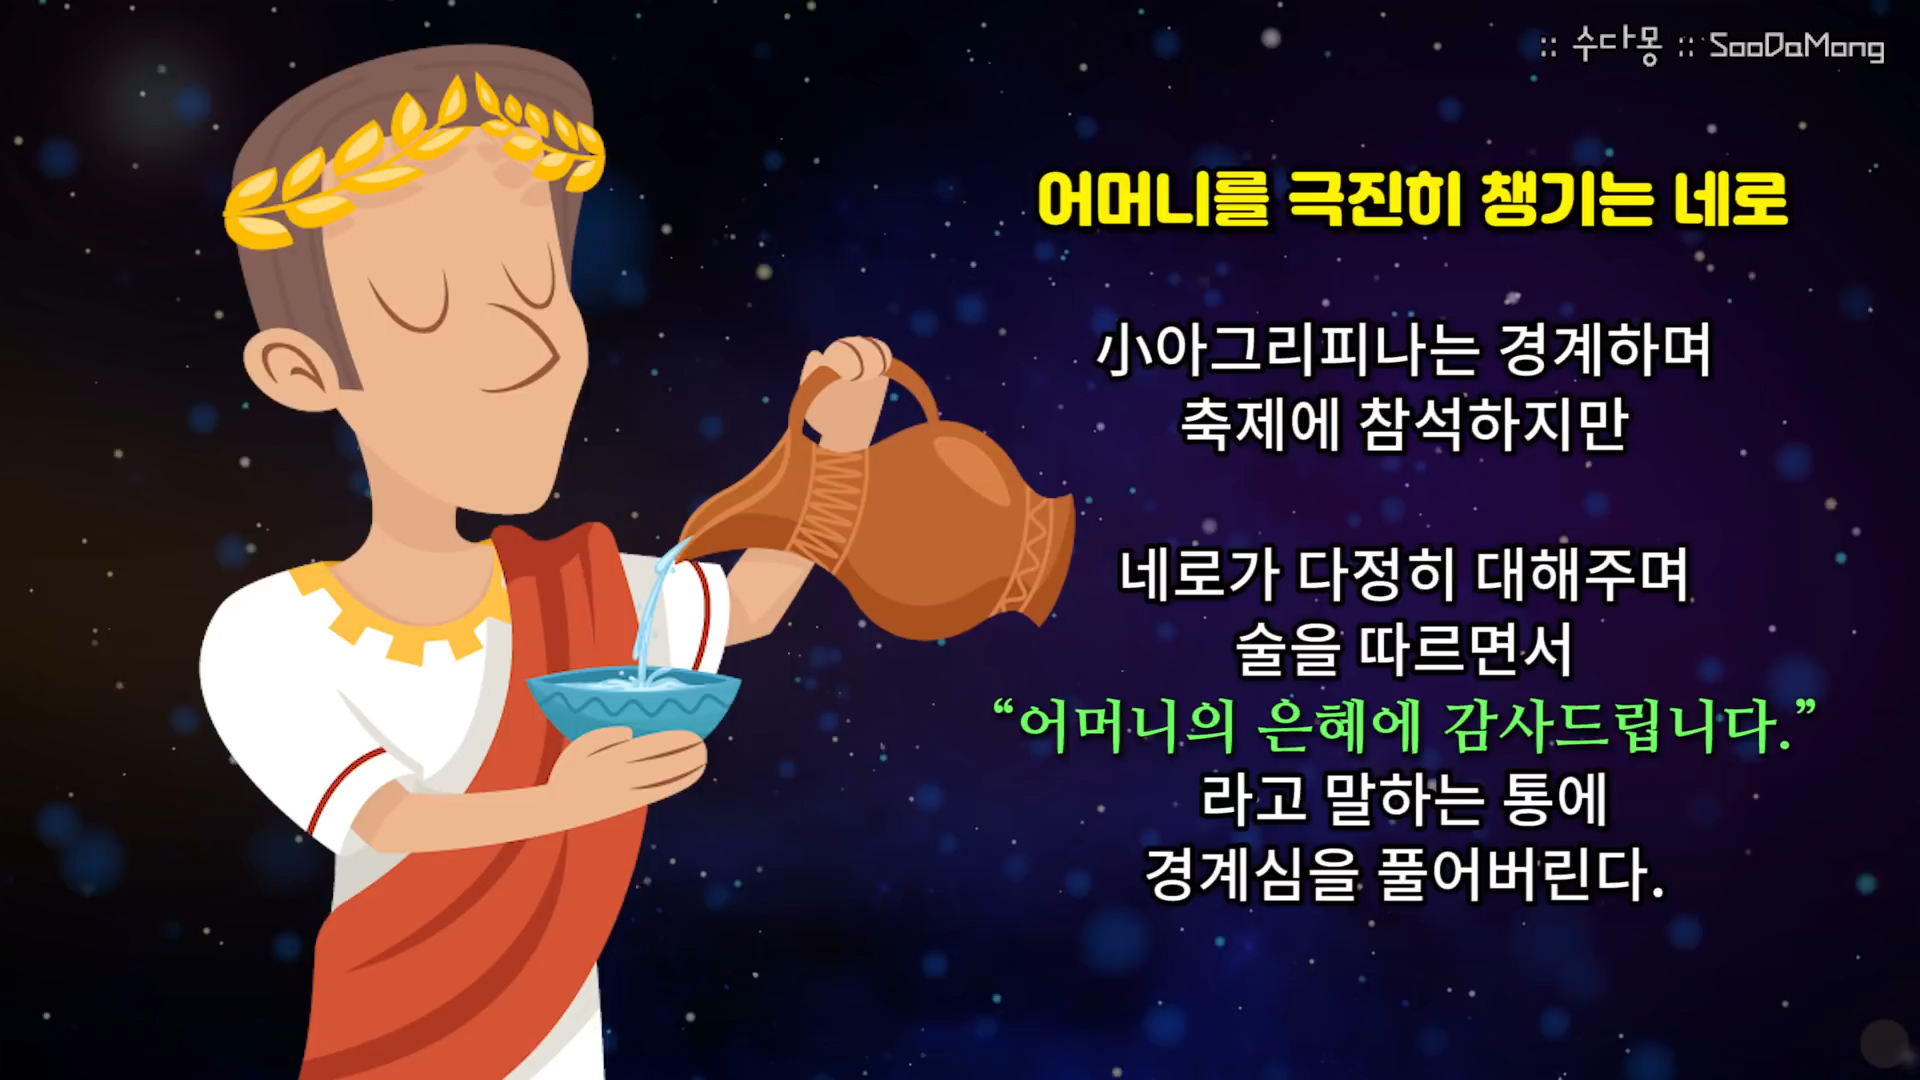 :: 수다몽 :: SooDaMong
어머니를 극진히 챙기는 네로
小아그리피나는 경계하며
축제에 참석하지만
네로가 다정히 대해주며
술을 따르면서
“어머니의 은혜에 감사드립니다.”
라고 말하는 통에
경계심을 풀어버린다.